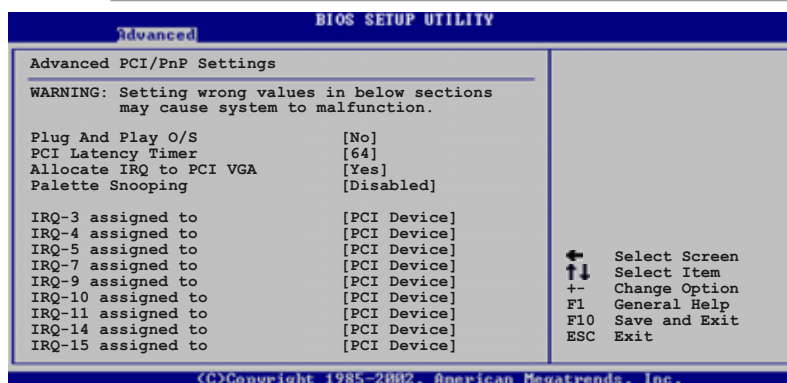 BIOS SETUP UTILITY
Advanced
Advanced PCI/PnP Settings
WARNING: Setting wrong values in below sections
may cause system to malfunction.
Plug And Play O/S [No]
PCI Latency Timer [64]
Allocate IRQ to PCI VGA [Yes]
Palette Snooping [Disabled]
IRQ-3 assigned to [PCI Device]
IRQ-4 assigned to [PCI Device]
IRQ-5 assigned to [PCI Device]
IRQ-7 assigned to [PCI Device]
IRQ-9 assigned to [PCI Device]
IRQ-10 assigned to [PCI Device]
IRQ-11 assigned to [PCI Device]
IRQ-14 assigned to [PCI Device]
IRQ-15 assigned to [PCI Device]
← Select Screen
↑↓ Select Item
+- Change Option
F1 General Help
F10 Save and Exit
ESC Exit
(C)Copyright 1985-2002, American Megatrends, Inc.